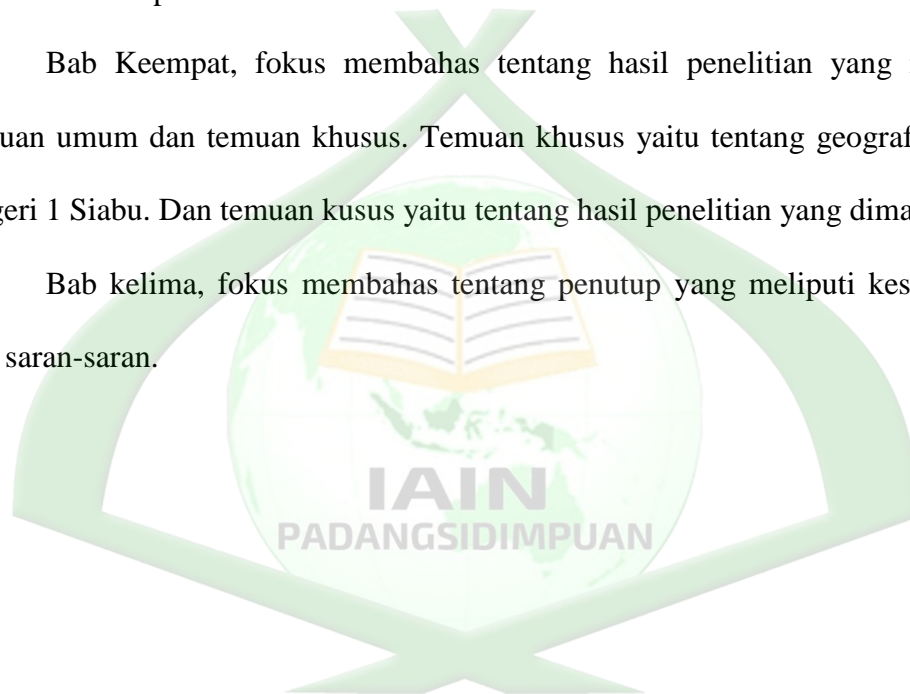 Bab Keempat, fokus membahas tentang hasil penelitian yang
umum dan temuan khusus. Temuan khusus yaitu tentang geograf
1 Siabu. Dan temuan kusus yaitu tentang hasil penelitian yang dima
Bab kelima, fokus membahas tentang penutup yang meliputi kes
saran-saran.
IAIN
PADANGSIDIMPUAN